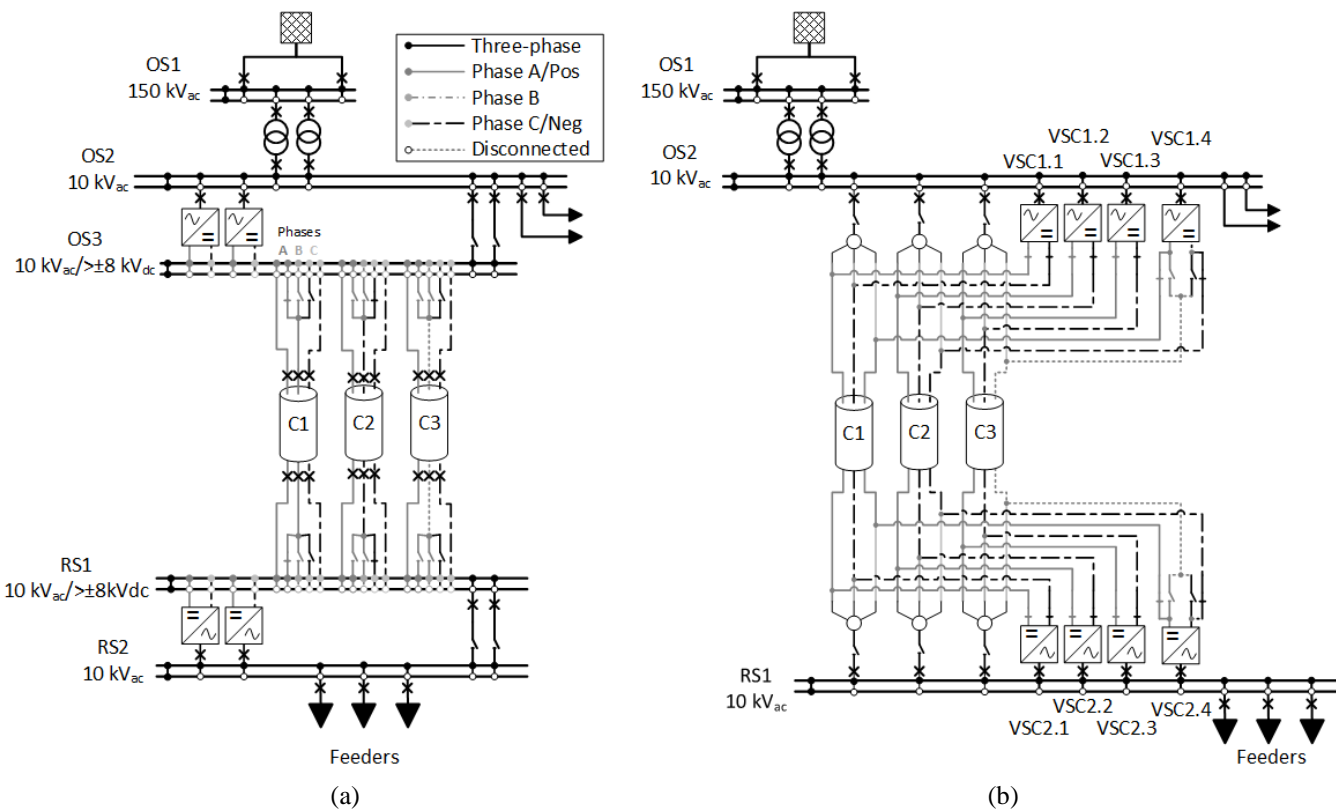 OS1
150 kVac
OS2
10 kVac
Phases
A B C
OS3
10 kVac/>±8 kVdc
C1
C2
C3
RS1
10 kVac/>±8kVdc
RS2
10 kVac
Feeders
(a)
Three-phase
Phase A/Pos
Phase B
Phase C/Neg
Disconnected
OS1
150 kVac
OS2
10 kVac
VSC1.1
VSC1.2
VSC1.3
VSC1.4
C1
C2
C3
RS1
10 kVac
VSC2.1
VSC2.2
VSC2.3
VSC2.4
Feeders
(b)